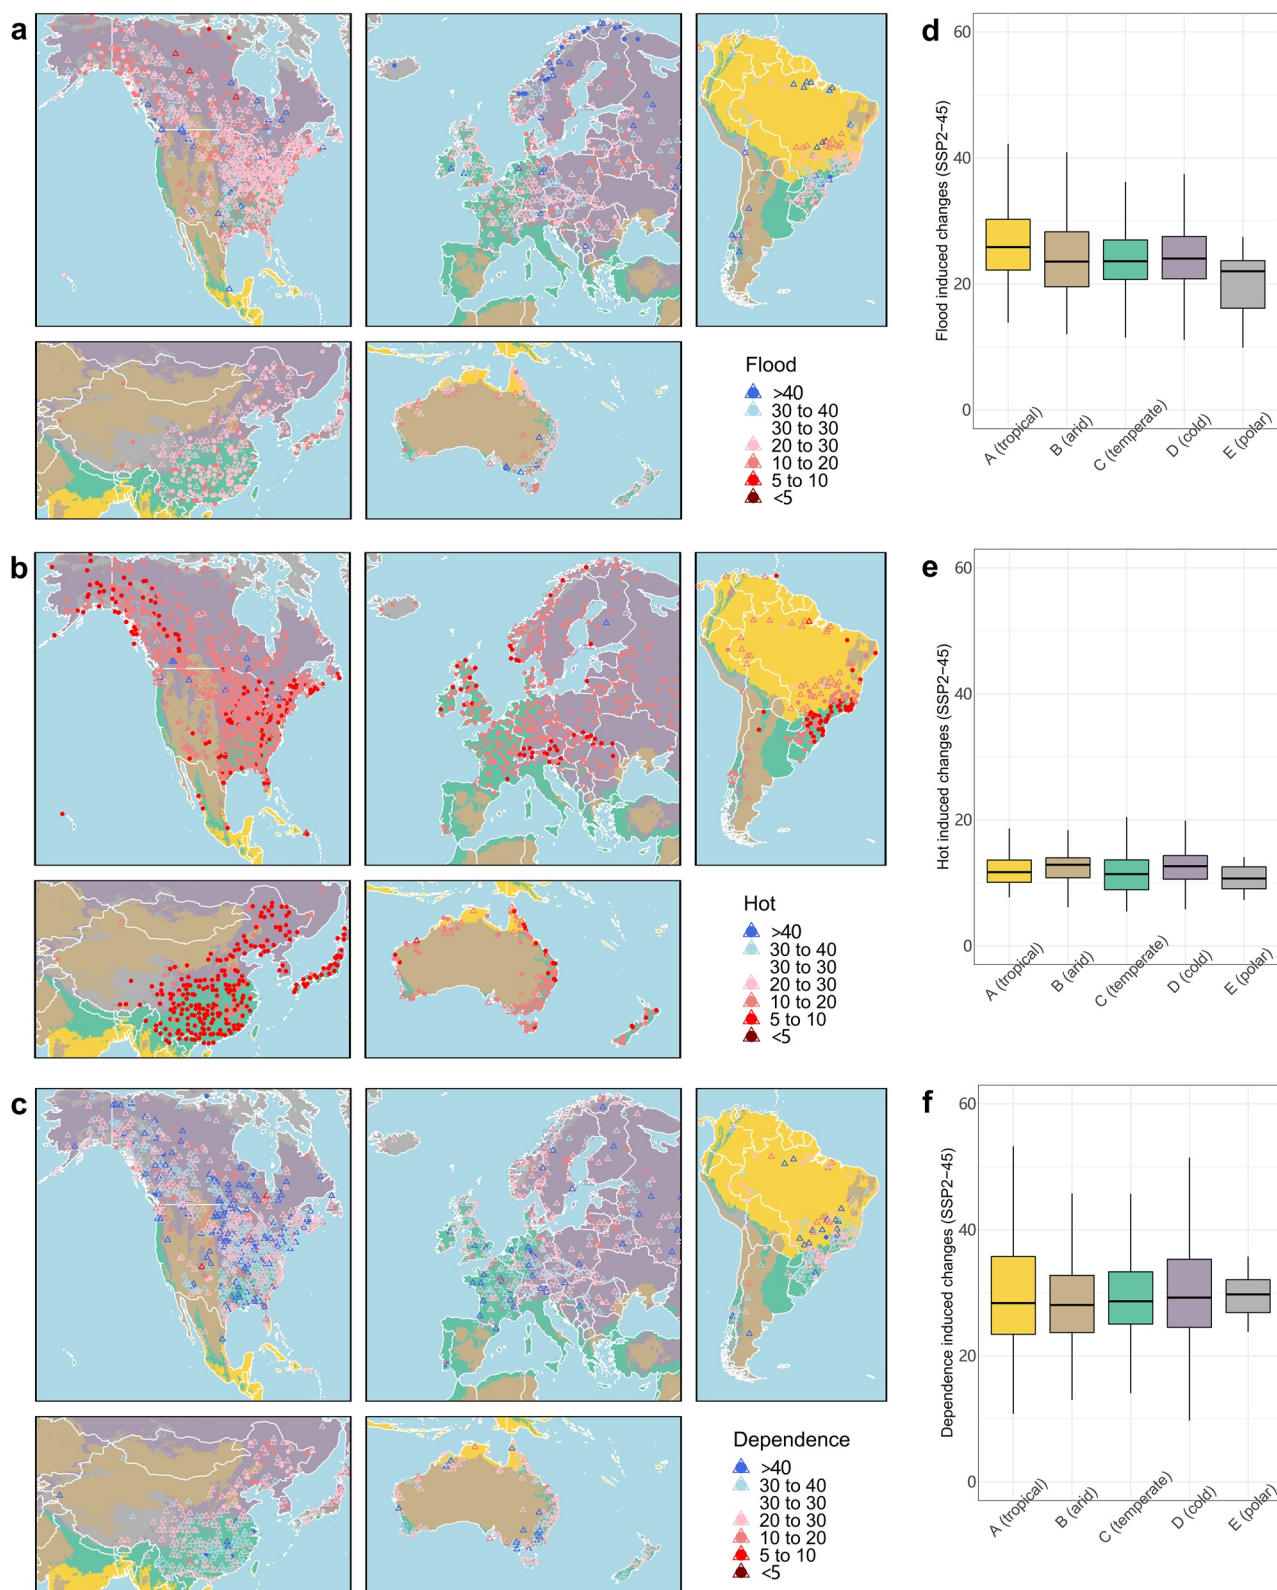 a
Flood
>40
30 to 40
30 to 30
20 to 30
10 to 20
5 to 10
<5
d
Flood induced changes (SSP2−45)
60
40
20
0
A (tropical)
B (arid)
C (temperate)
D (cold)
E (polar)
b
Hot
>40
30 to 40
30 to 30
20 to 30
10 to 20
5 to 10
<5
e
Hot induced changes (SSP2−45)
60
40
20
0
A (tropical)
B (arid)
C (temperate)
D (cold)
E (polar)
c
Dependence
>40
30 to 40
30 to 30
20 to 30
10 to 20
5 to 10
<5
f
Dependence induced changes (SSP2−45)
60
40
20
0
A (tropical)
B (arid)
C (temperate)
D (cold)
E (polar)